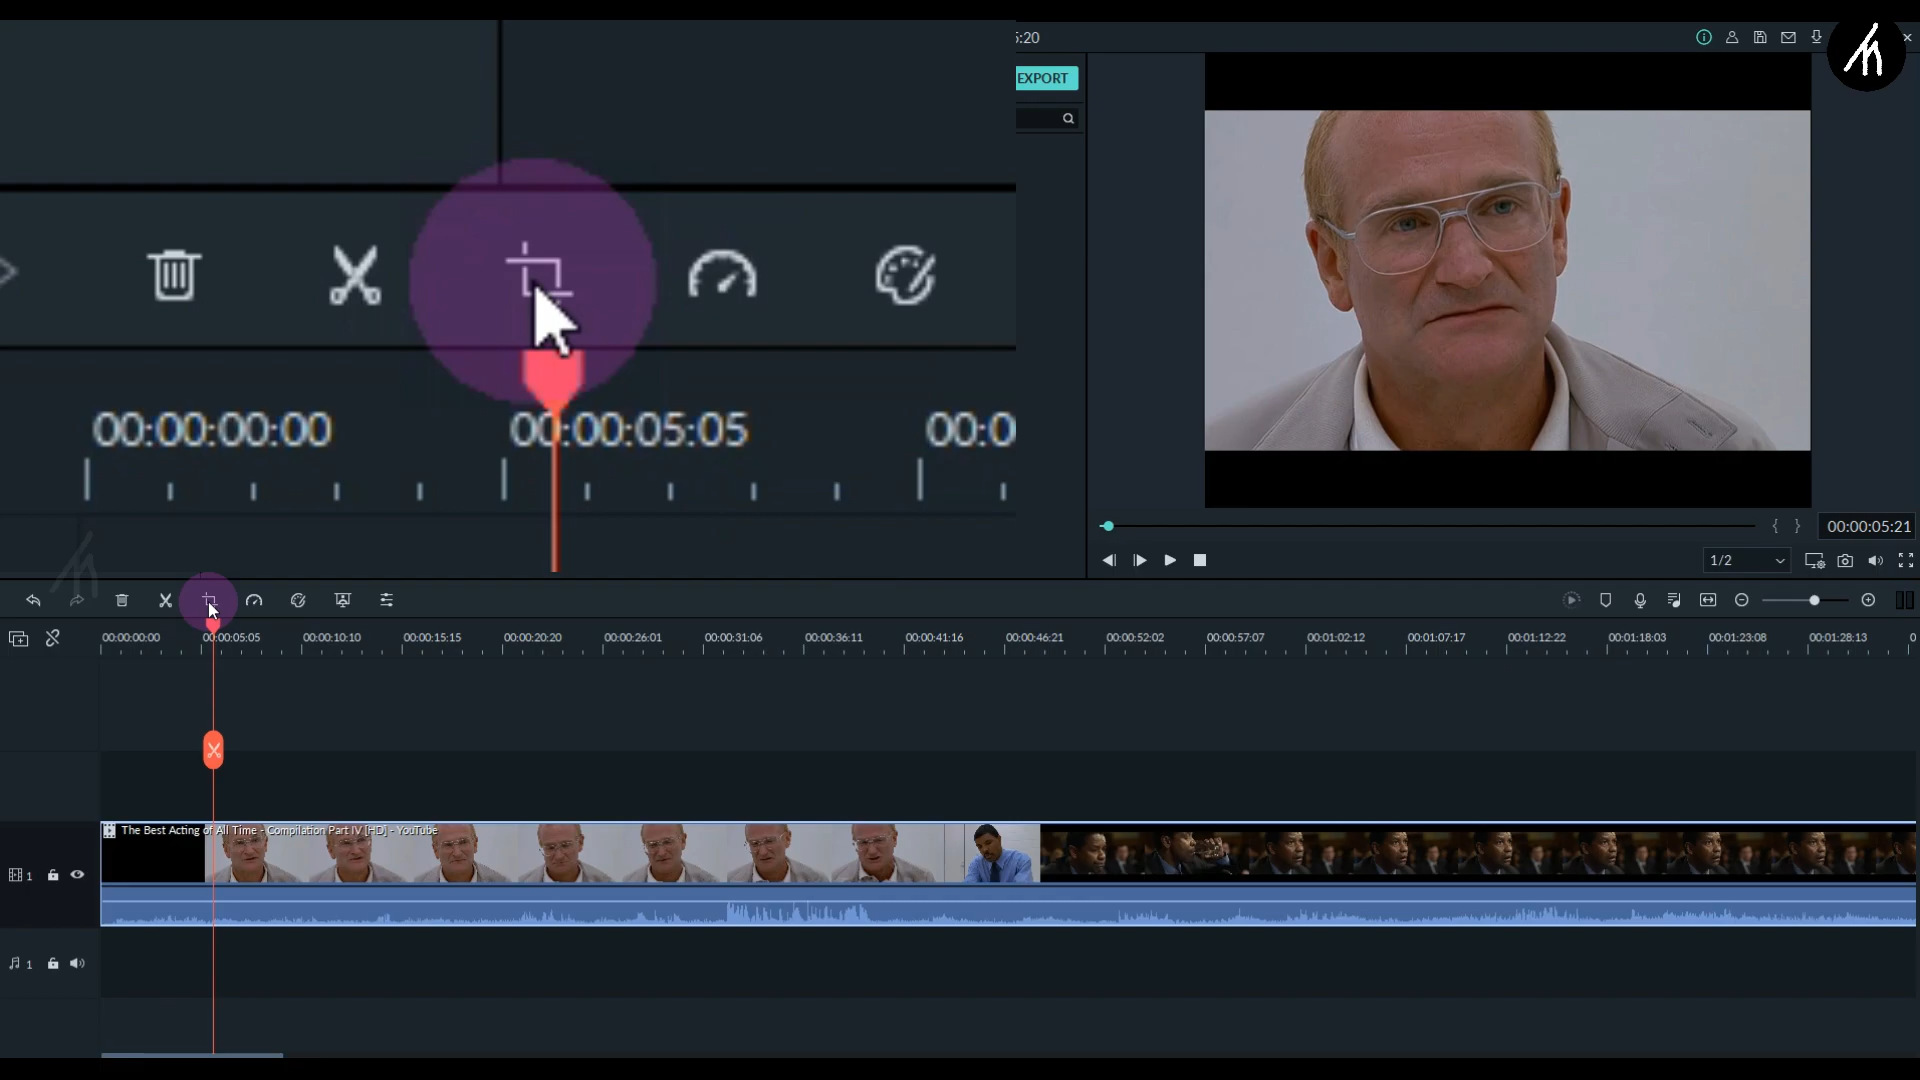 5:20
EXPORT
00:00:00:00 00:00:05:05 00:0
00:00:05:21
1/2
00:00:00:00 00:00:05:05 00:00:10:10 00:00:15:15 00:00:20:20 00:00:26:01 00:00:31:06 00:00:36:11 00:00:41:16 00:00:46:21 00:00:52:02 00:00:57:07 00:01:02:12 00:01:07:17 00:01:12:22 00:01:18:03 00:01:23:08 00:01:28:13 0
The Best Acting of All Time - Compilation Part IV [HD] - YouTube
1
1